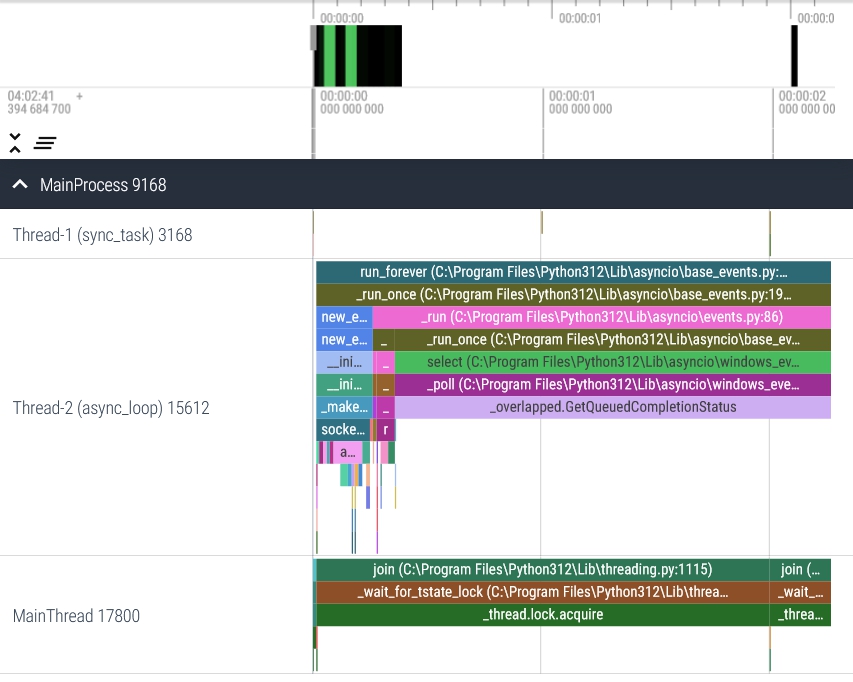 00:00:00
00:00:01
00:00:0
04:02:41 +
394 684 700
00:00:00
000 000 000
00:00:01
000 000 000
00:00:02
000 000 00
MainProcess 9168
Thread-1 (sync_task) 3168
run_forever (C:\Program Files\Python312\Lib\asyncio\base_events.py:...
_run_once (C:\Program Files\Python312\Lib\asyncio\base_events.py:19...
new_e... _run (C:\Program Files\Python312\Lib\asyncio\events.py:86)
new_e... _ _run_once (C:\Program Files\Python312\Lib\asyncio\base_ev...
__ini... _ select (C:\Program Files\Python312\Lib\asyncio\windows_ev...
__ini... _ _poll (C:\Program Files\Python312\Lib\asyncio\windows_eve...
Thread-2 (async_loop) 15612
_make... _ _overlapped.GetQueuedCompletionStatus
socke... r
a...
join (C:\Program Files\Python312\Lib\threading.py:1115) join (...
_wait_for_tstate_lock (C:\Program Files\Python312\Lib\threa... _wait_...
MainThread 17800
_thread.lock.acquire _threa...